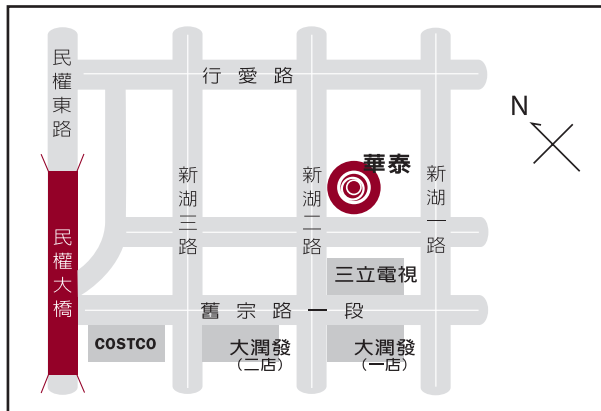 民權東路
行愛路
N
華泰
新湖三路
新湖二路
新湖一路
民權大橋
三立電視
舊宗路一段
COSTCO
大潤發
(二店)
大潤發
(一店)